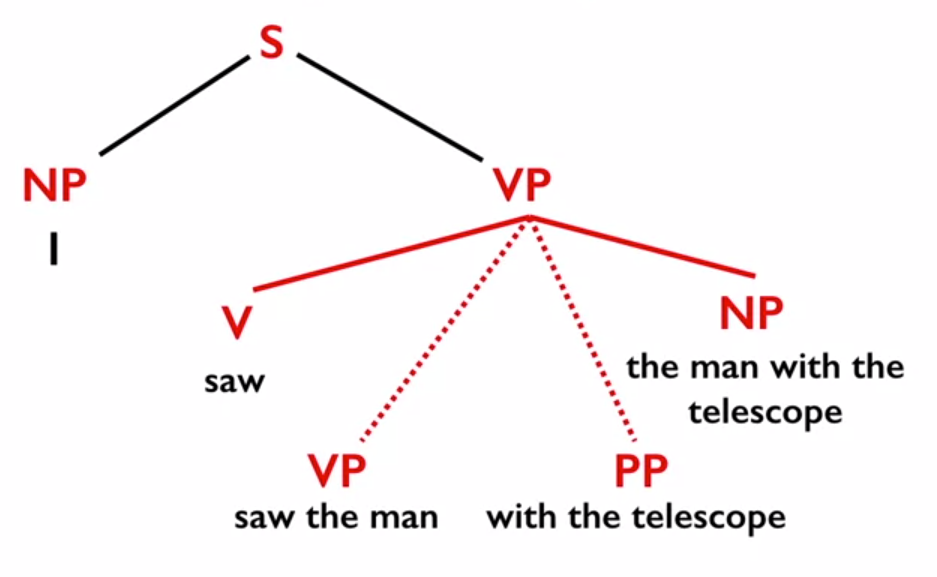 S
NP
VP
I
V
NP
saw
the man with the
telescope
VP
PP
saw the man
with the telescope